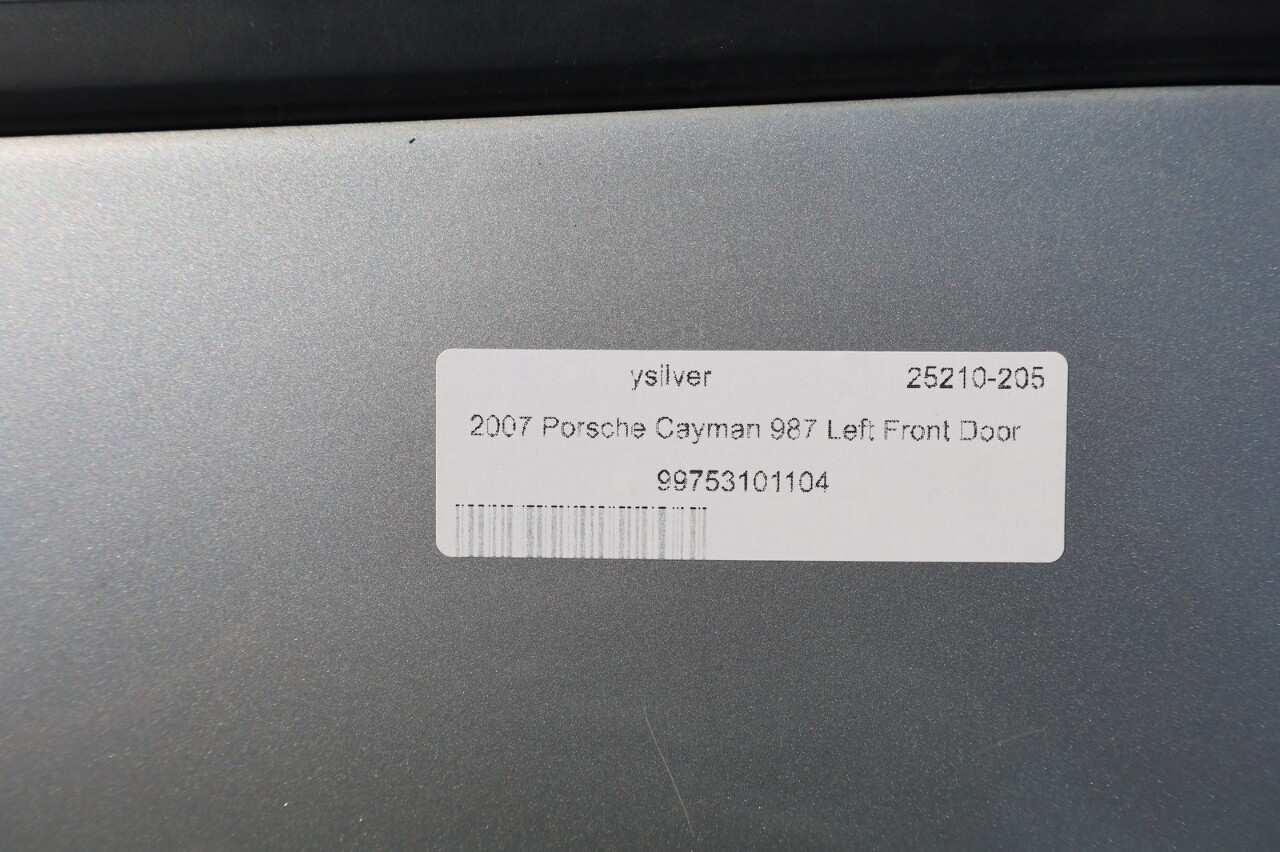 ysilver 25210-205
2007 Porsche Cayman 987 Left Front Door
99753101104